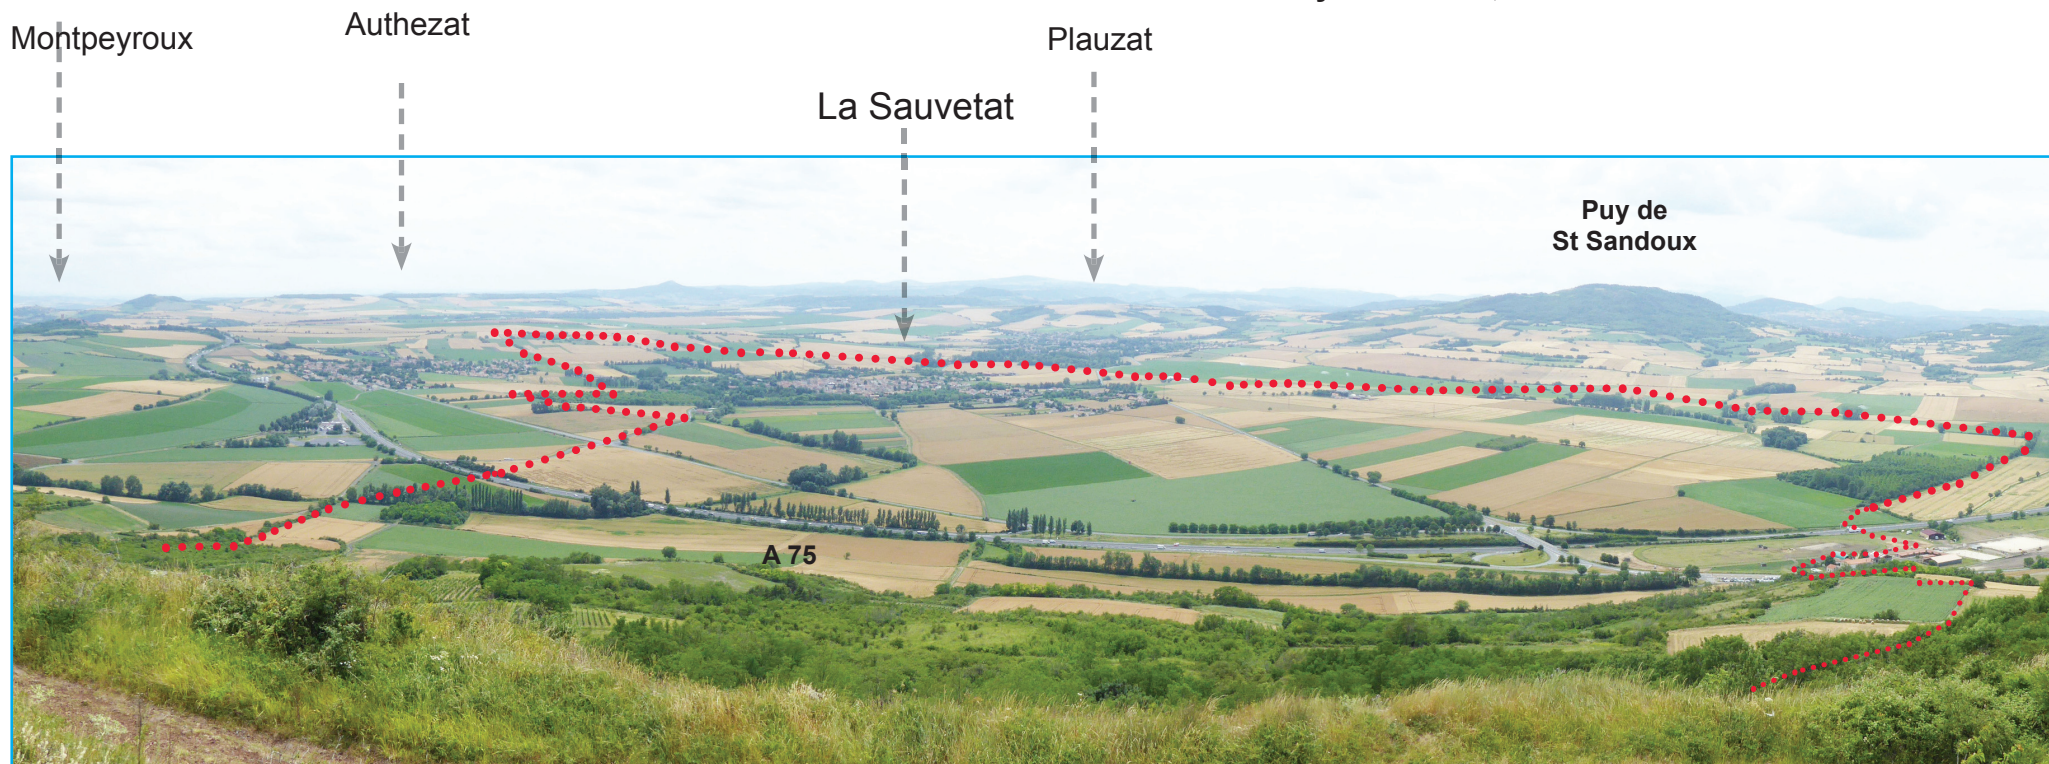 Montpeyroux
Authezat
Plauzat
La Sauvetat
Puy de
St Sandoux
A 75